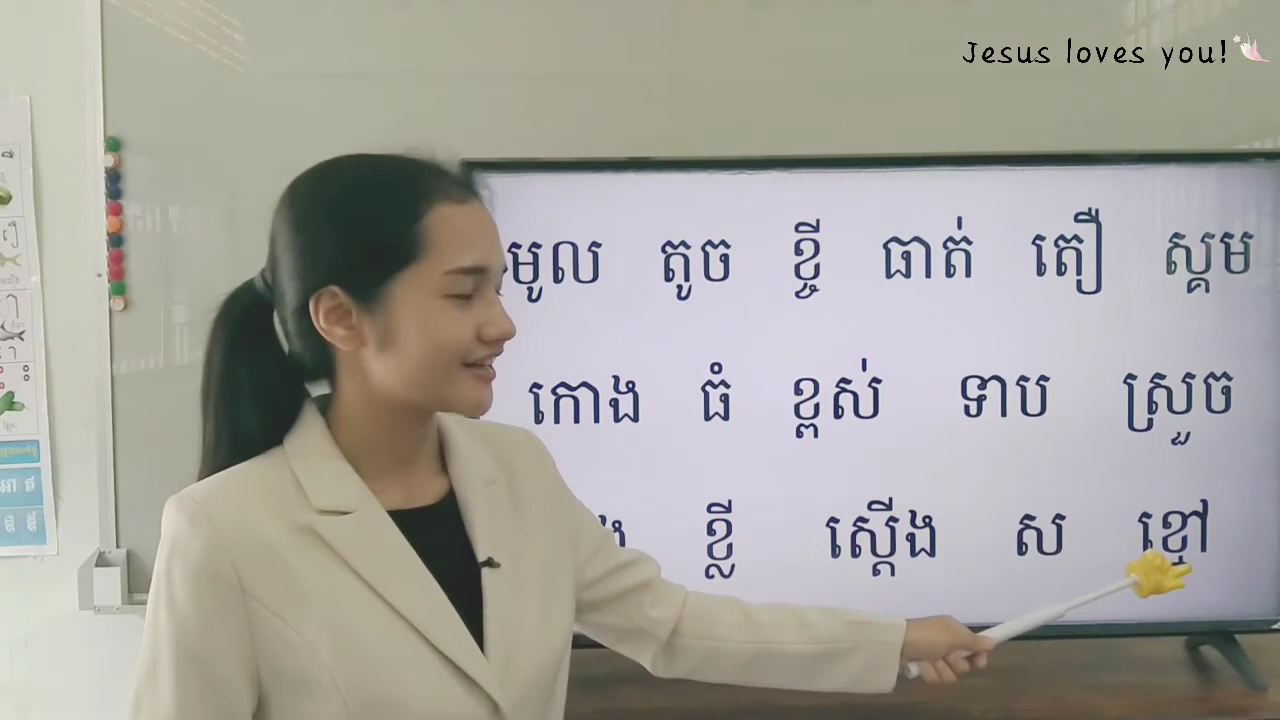 Jesus loves you!
មូល តូច ខ្ចី ធាត់ តឿ ស្គម
កោង ធំ ខ្ពស់ ទាប ស្រួច
ខ្លី ស្ដើង ស ខ្មៅ